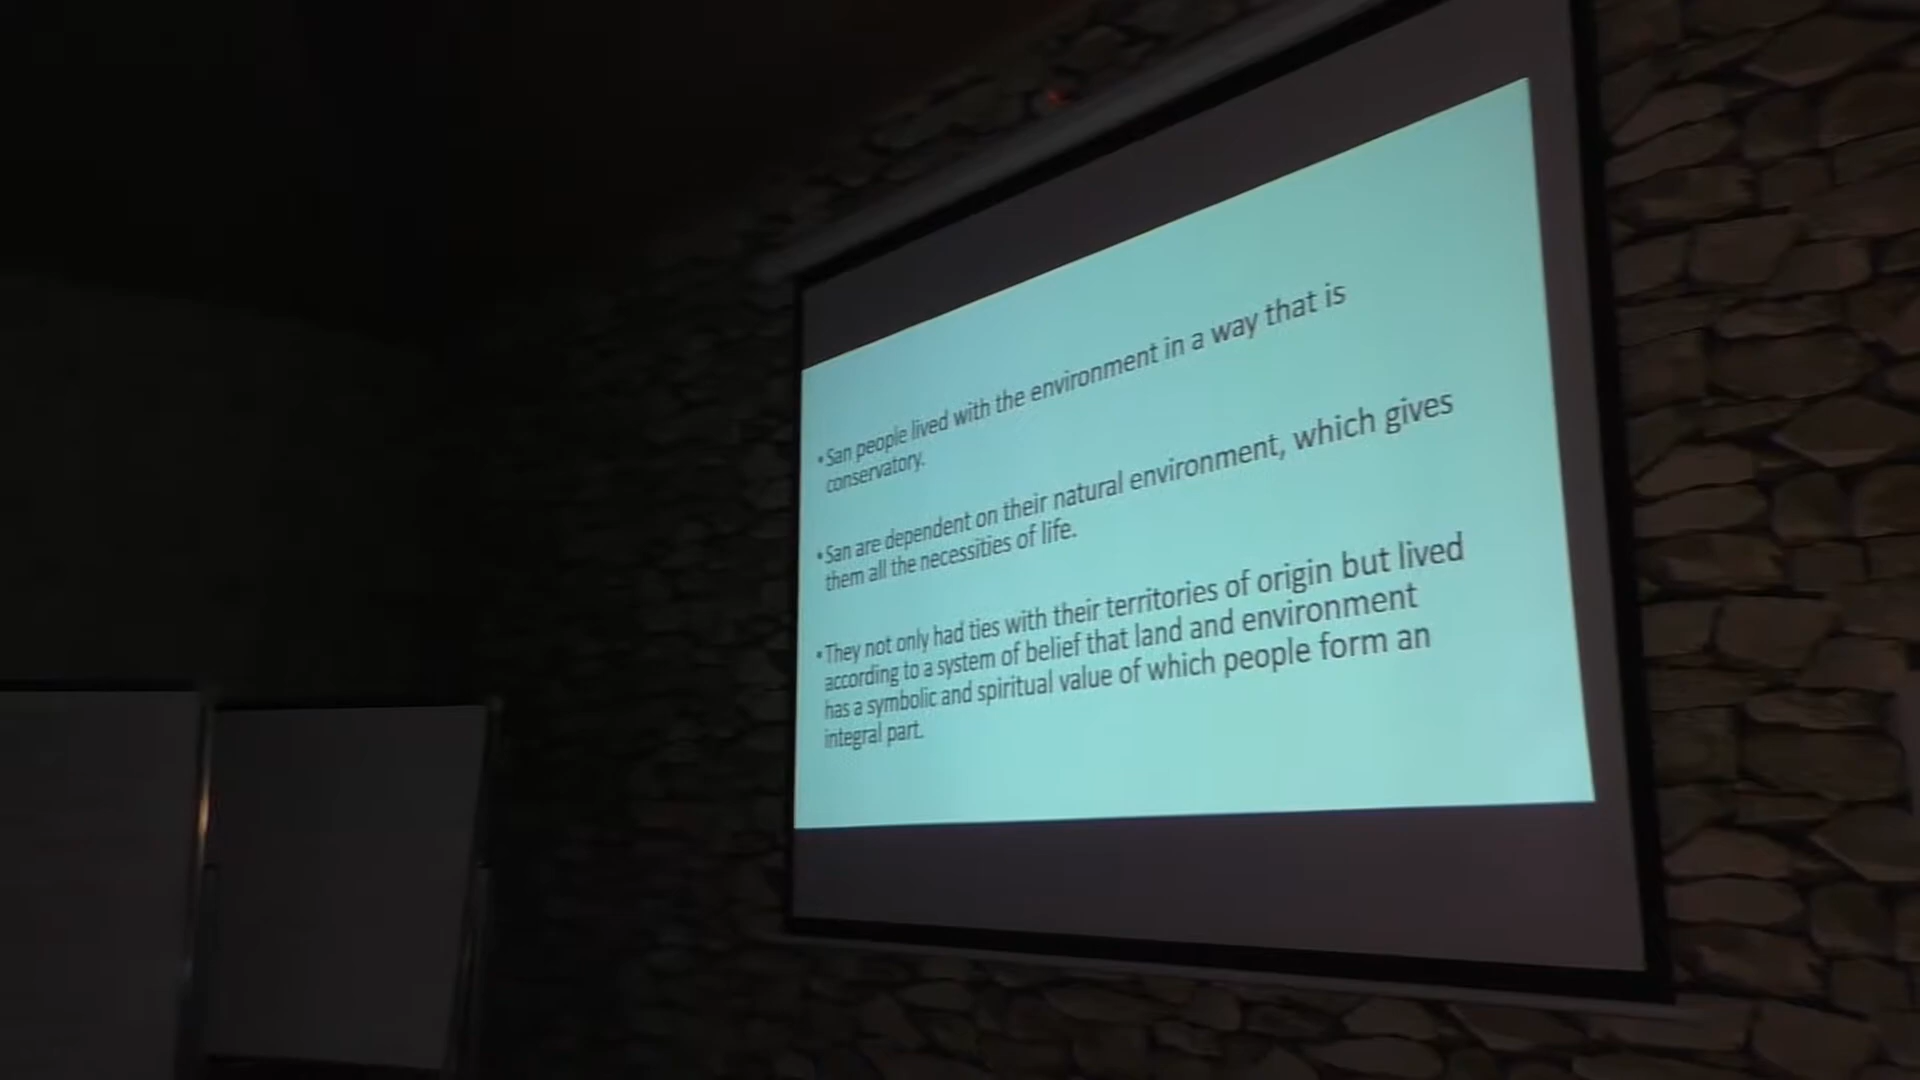 • San people lived with the environment in a way that is
conservatory.
• San are dependent on their natural environment, which gives
them all the necessities of life.
• They not only had ties with their territories of origin but lived
according to a system of belief that land and environment
has a symbolic and spiritual value of which people form an
integral part.